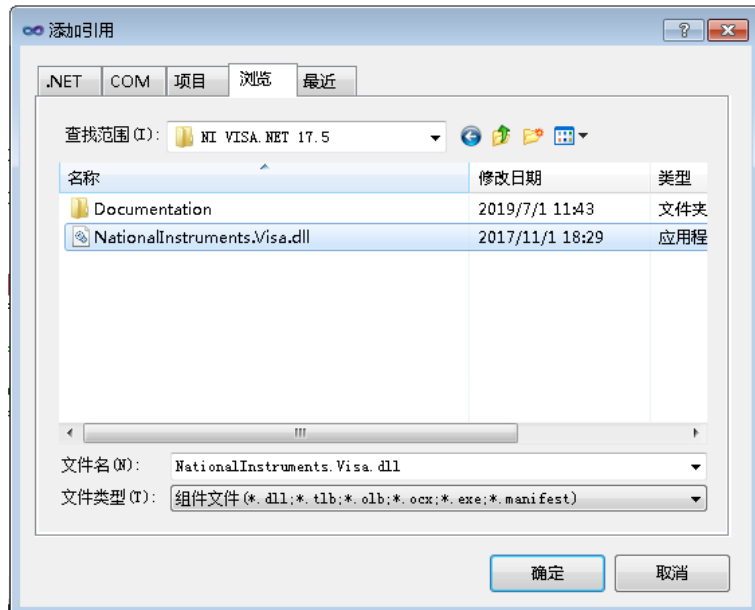 添加引用
.NET COM 项目 浏览 最近
查找范围(I): NI VISA.NET 17.5
名称 修改日期 类型
Documentation 2019/7/1 11:43 文件夹
NationalInstruments.Visa.dll 2017/11/1 18:29 应用程
文件名(N): NationalInstruments.Visa.dll
文件类型(T): 组件文件(*.dll;*.tlb;*.olb;*.ocx;*.exe;*.manifest)
确定 取消